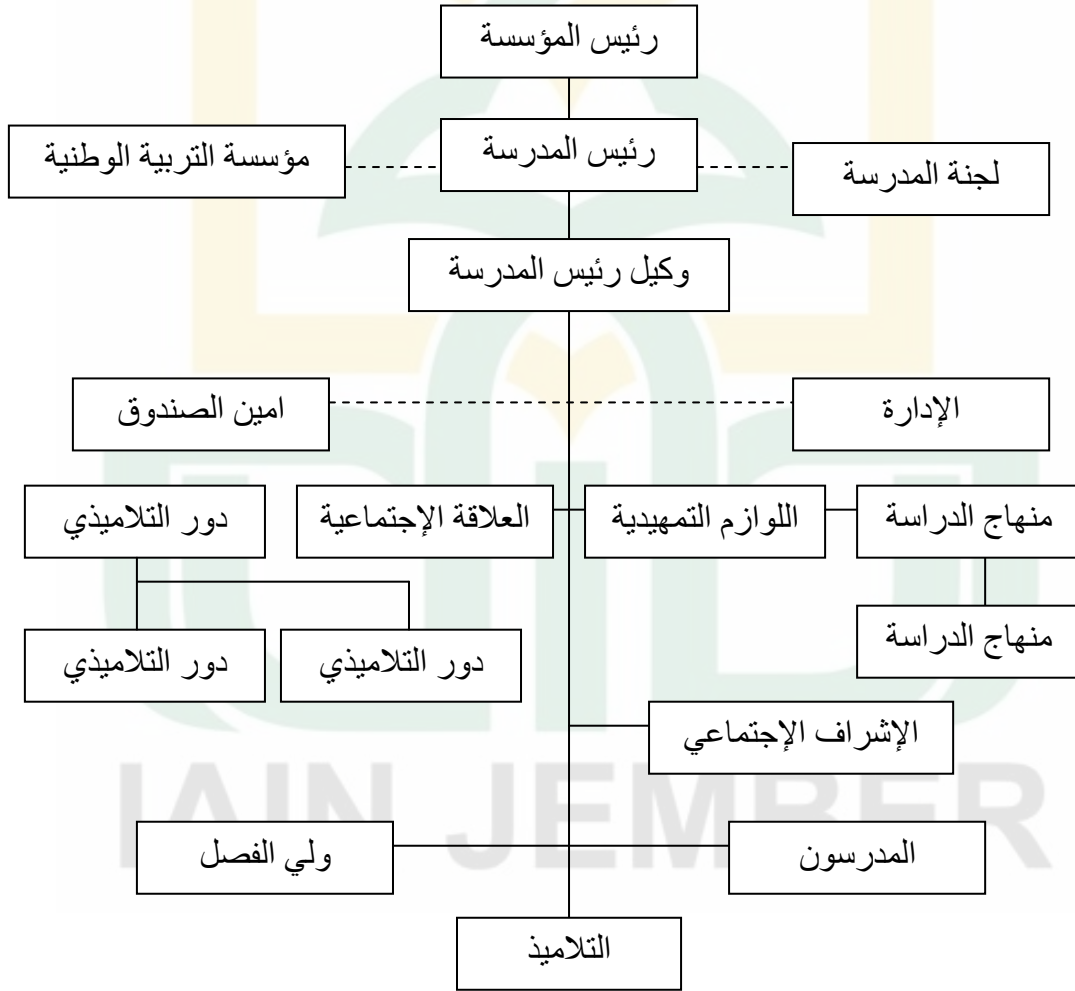 رئيس المؤسسة
رئيس المدرسة
مؤسسة التربية الوطنية
لجنة المدرسة
وكيل رئيس المدرسة
الإدارة
امين الصندوق
منهاج الدراسة
اللوازم التمهيدية
العلاقة الإجتماعية
دور التلاميذي
منهاج الدراسة
دور التلاميذي
دور التلاميذي
الإشراف الإجتماعي
المدرسون
ولي الفصل
التلاميذ
IAIN JEMBER